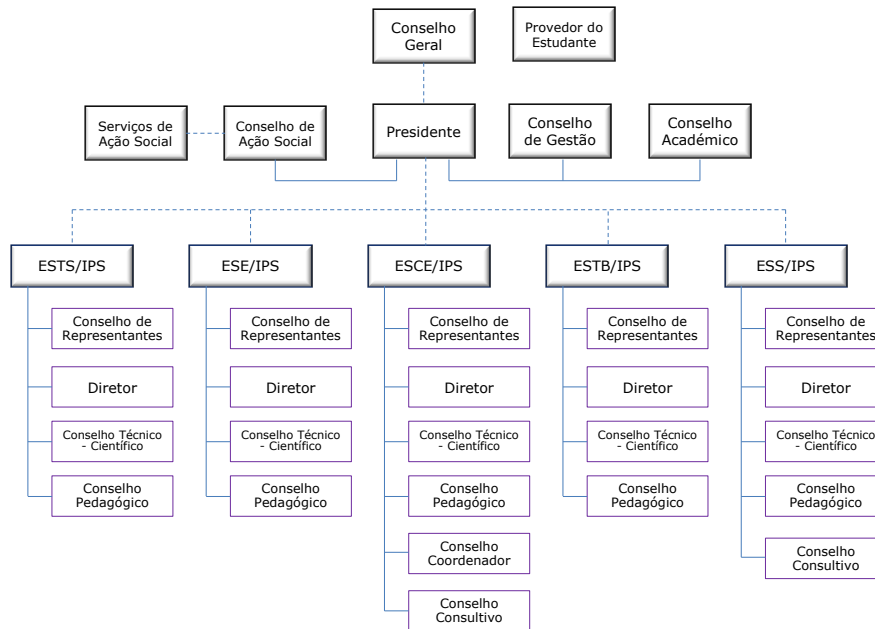 Conselho
Geral
Provedor do
Estudante
Serviços de
Ação Social
Conselho de
Ação Social
Presidente
Conselho
de Gestão
Conselho
Académico
ESTS/IPS
ESE/IPS
ESCE/IPS
ESTB/IPS
ESS/IPS
Conselho de
Representantes
Diretor
Conselho Técnico
- Científico
Conselho
Pedagógico
Conselho de
Representantes
Diretor
Conselho Técnico
- Científico
Conselho
Pedagógico
Conselho de
Representantes
Diretor
Conselho Técnico
- Científico
Conselho
Pedagógico
Conselho
Coordenador
Conselho
Consultivo
Conselho de
Representantes
Diretor
Conselho Técnico
- Científico
Conselho
Pedagógico
Conselho de
Representantes
Diretor
Conselho Técnico
- Científico
Conselho
Pedagógico
Conselho
Consultivo